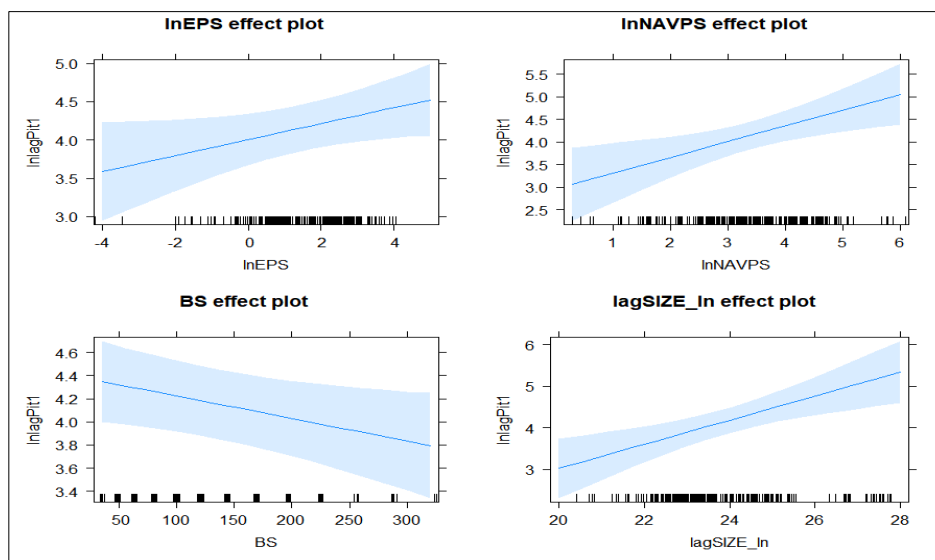 lnEPS effect plot
lnlagPit1
5.0
4.5
4.0
3.5
3.0
-4 -2 0 2 4
lnEPS
lnNAVPS effect plot
lnlagPit1
5.5
5.0
4.5
4.0
3.5
3.0
2.5
1 2 3 4 5 6
lnNAVPS
BS effect plot
lnlagPit1
4.6
4.4
4.2
4.0
3.8
3.6
3.4
50 100 150 200 250 300
BS
lagSIZE_ln effect plot
lnlagPit1
6
5
4
3
20 22 24 26 28
lagSIZE_ln